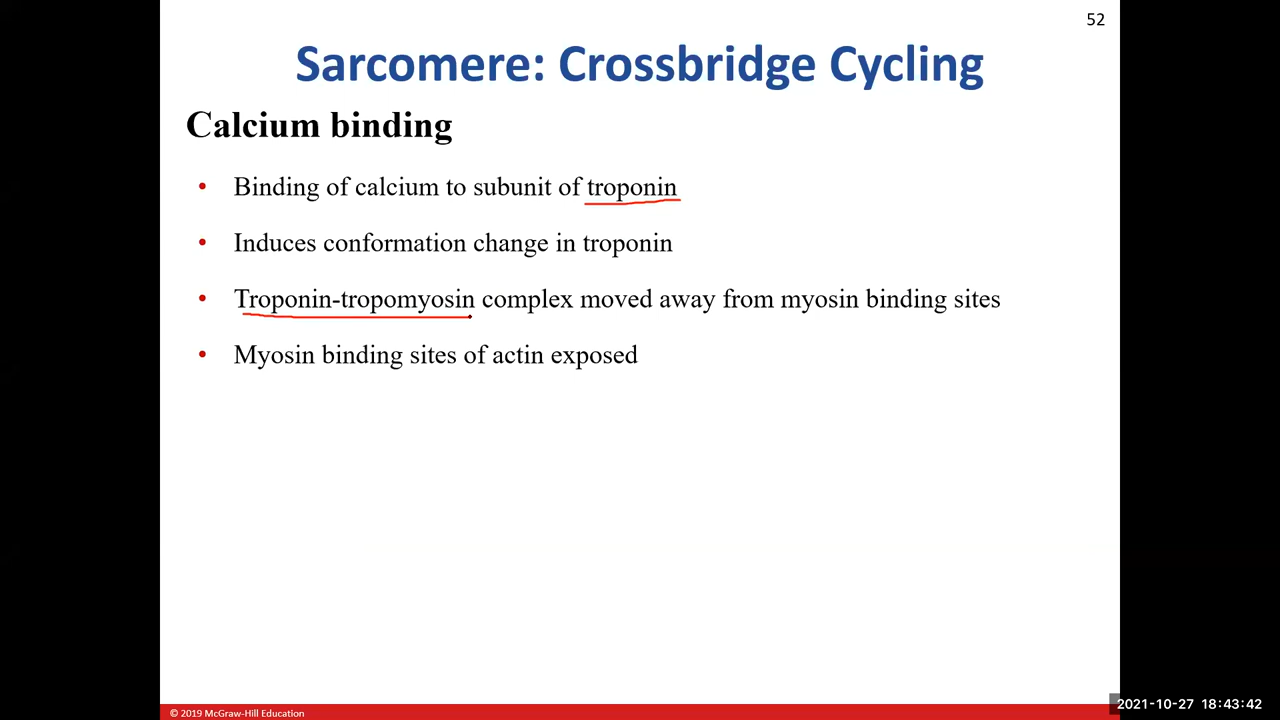 52
Sarcomere: Crossbridge Cycling
Calcium binding
• Binding of calcium to subunit of troponin
• Induces conformation change in troponin
• Troponin-tropomyosin complex moved away from myosin binding sites
• Myosin binding sites of actin exposed
© 2019 McGraw-Hill Education
2021-10-27 18:43:42